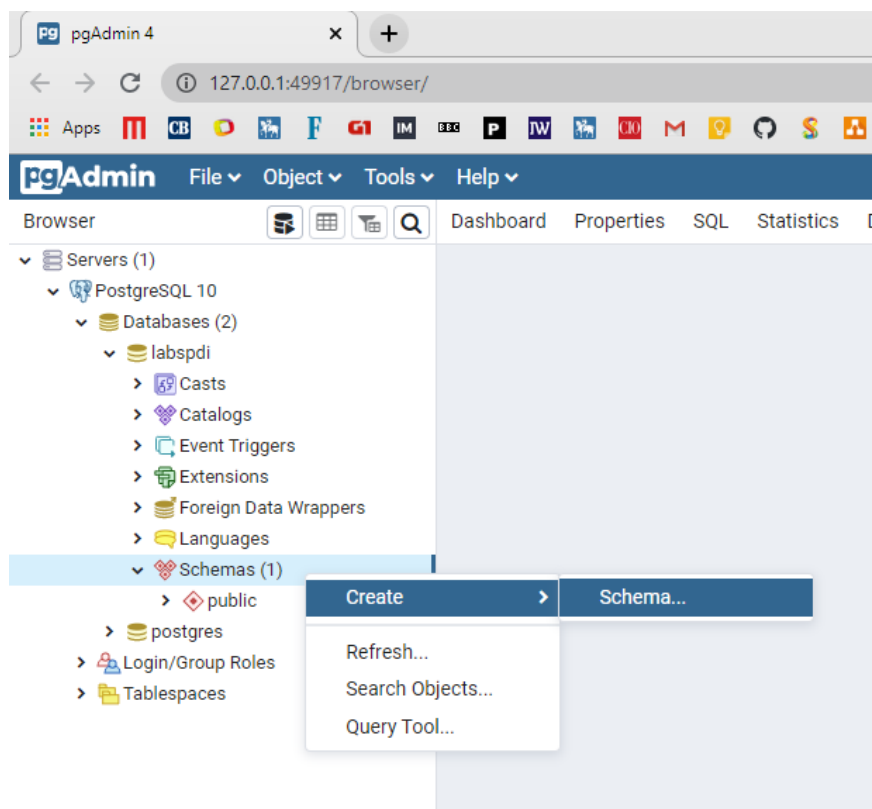 pgAdmin 4
127.0.0.1:49917/browser/
Apps CB F G1 IM BBC P IW CIO M S
pgAdmin File Object Tools Help
Browser Dashboard Properties SQL Statistics
Servers (1)
PostgreSQL 10
Databases (2)
labspdi
Casts
Catalogs
Event Triggers
Extensions
Foreign Data Wrappers
Languages
Schemas (1)
public Create Schema...
postgres
Login/Group Roles Refresh...
Tablespaces Search Objects...
Query Tool...